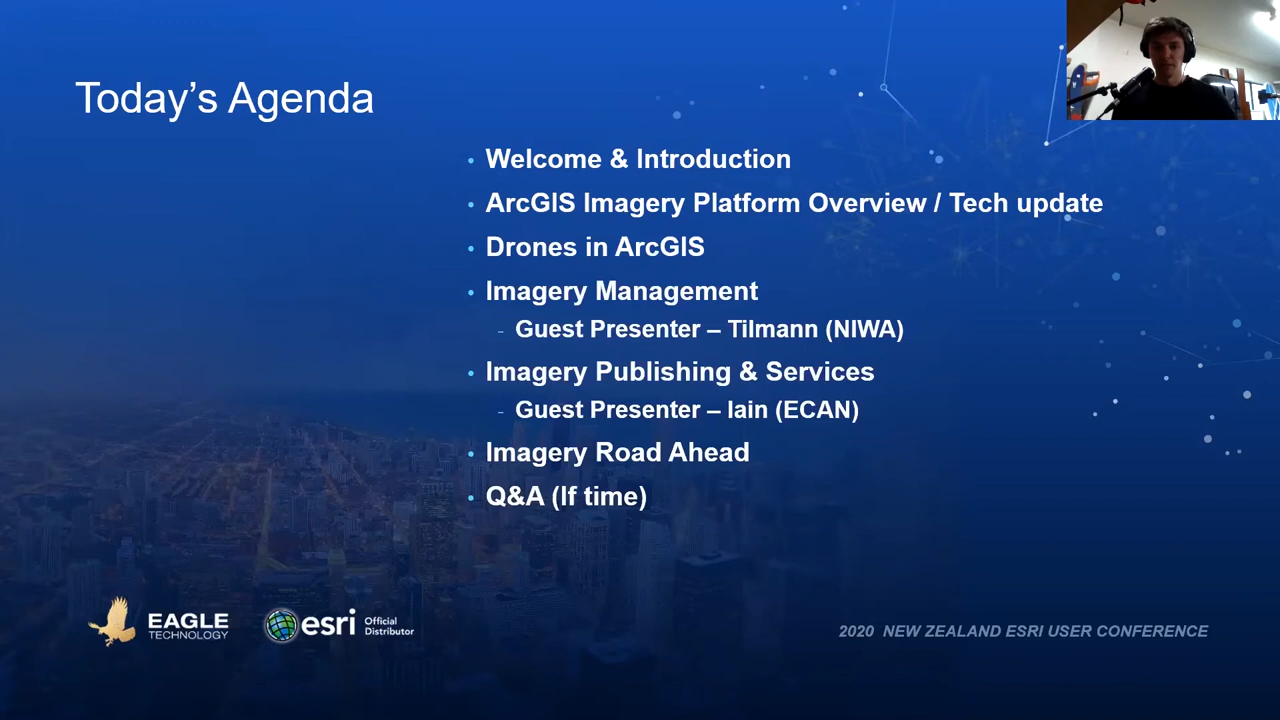 Today's Agenda
• Welcome & Introduction
• ArcGIS Imagery Platform Overview / Tech update
• Drones in ArcGIS
• Imagery Management
- Guest Presenter – Tilmann (NIWA)
• Imagery Publishing & Services
- Guest Presenter – Iain (ECAN)
• Imagery Road Ahead
• Q&A (If time)
EAGLE
TECHNOLOGY
esri Official
Distributor
2020 NEW ZEALAND ESRI USER CONFERENCE